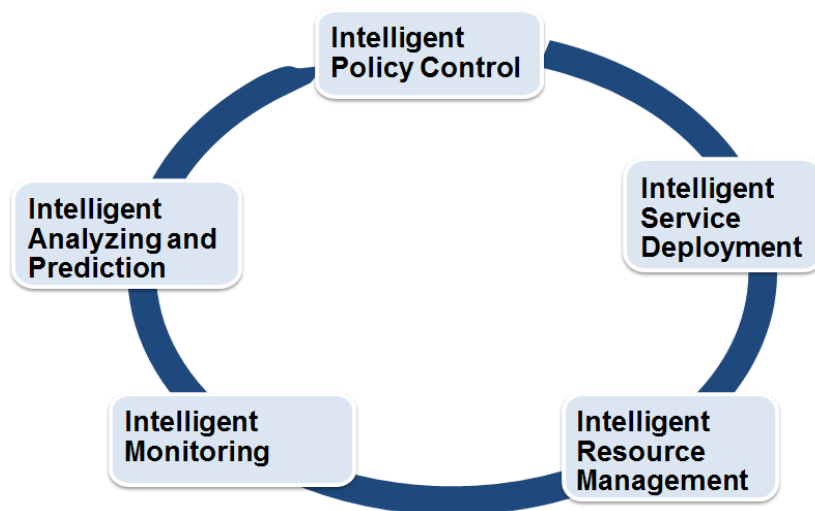 Intelligent
Policy Control
Intelligent
Service
Deployment
Intelligent
Resource
Management
Intelligent
Monitoring
Intelligent
Analyzing and
Prediction